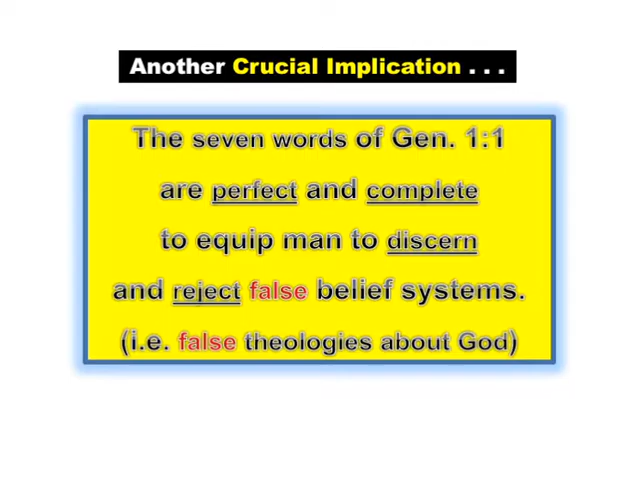 Another Crucial Implication . . .
The seven words of Gen. 1:1
are perfect and complete
to equip man to discern
and reject false belief systems.
(i.e. false theologies about God)